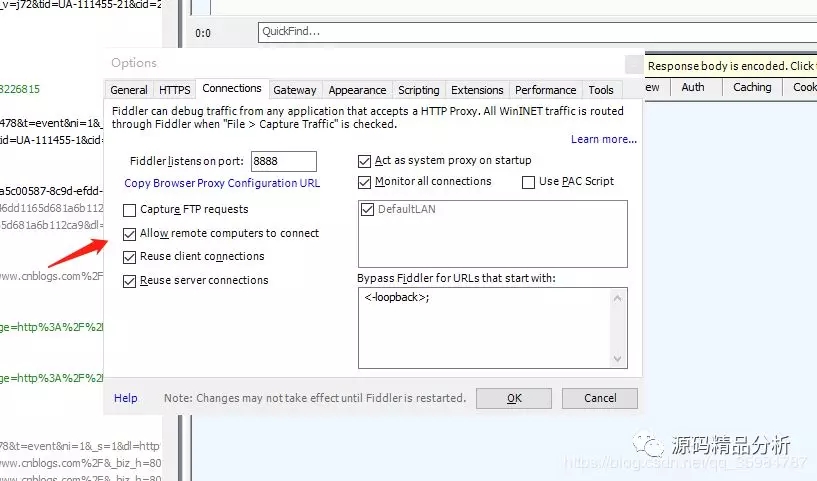 _v=j72&tid=UA-111455-21&cid=2
0:0
QuickFind...
Options
Response body is encoded. Click
8226815
General HTTPS Connections Gateway Appearance Scripting Extensions Performance Tools
ew Auth Caching Cook
Fiddler can debug traffic from any application that accepts a HTTP Proxy. All WinINET traffic is routed
through Fiddler when "File > Capture Traffic" is checked.
478&t=event&ni=1&_
tid=UA-111455-1&cid=
Learn more...
Fiddler listens on port: 8888
Act as system proxy on startup
Copy Browser Proxy Configuration URL
Monitor all connections Use PAC Script
a5c00587-8c9d-efdd-
46dd1165d681a6b112
5d681a6b112ca9&dl=
Capture FTP requests
DefaultLAN
Allow remote computers to connect
Reuse client connections
www.cnblogs.com%2F
Reuse server connections
Bypass Fiddler for URLs that start with:
<-loopback>;
ge=http%3A%2F%2
ge=http%3A%2F%2
Help Note: Changes may not take effect until Fiddler is restarted. OK Cancel
78&t=event&ni=1&_s=1&dl=http
www.cnblogs.com%2F&_biz_h=80
www.cnblogs.com%2F&_biz_h=80
源码精品分析
https://blog.csdn.net/qq_35984787